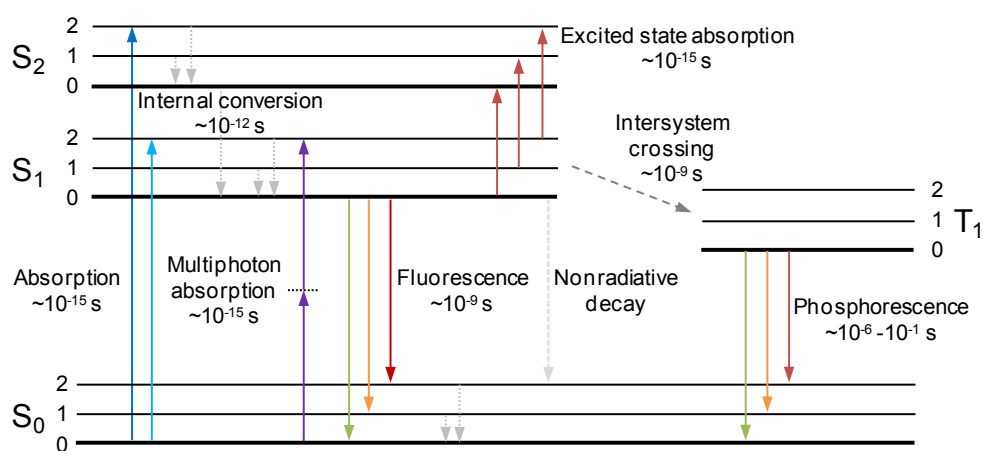 S2
2
1
0
Excited state absorption
~10-15 s
Internal conversion
~10-12 s
S1
2
1
0
Intersystem
crossing
~10-9 s
2
1
0
T1
Absorption
~10-15 s
Multiphoton
absorption
~10-15 s
Fluorescence
~10-9 s
Nonradiative
decay
Phosphorescence
~10-6 -10-1 s
S0
2
1
0